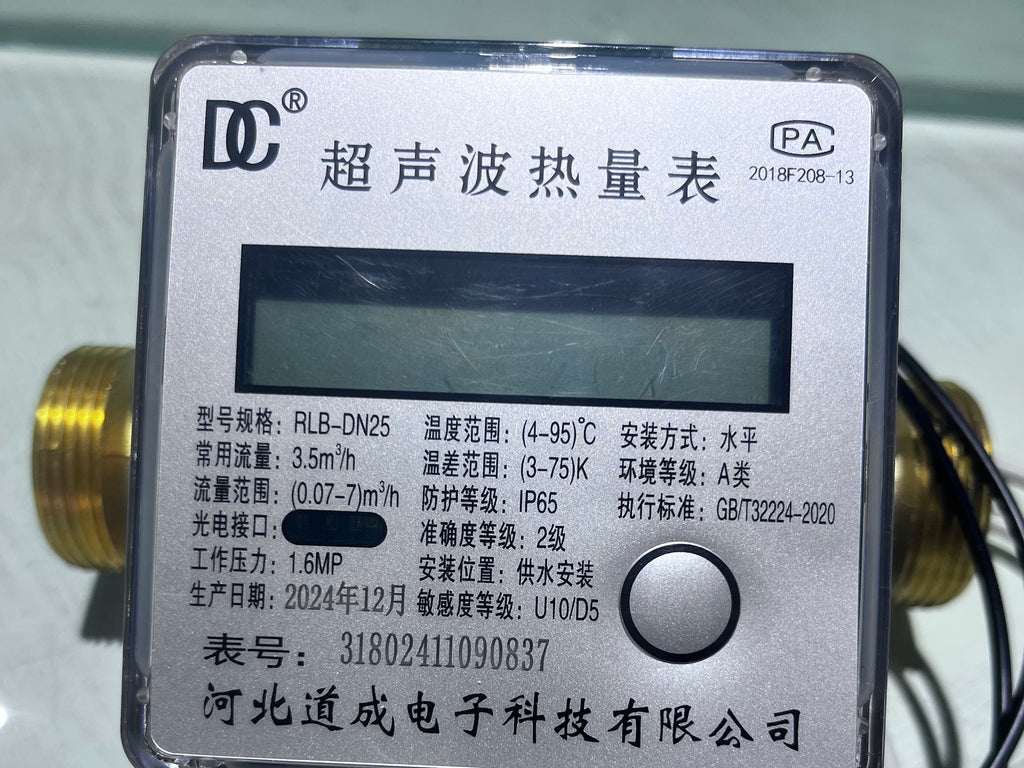 DC®
超声波热量表
PA
2018F208-13
型号规格: RLB-DN25
常用流量: 3.5m³/h
流量范围: (0.07-7)m³/h
光电接口:
工作压力: 1.6MP
生产日期: 2024年12月
温度范围: (4-95)℃
温差范围: (3-75)K
防护等级: IP65
准确度等级: 2级
安装位置: 供水安装
敏感度等级: U10/D5
安装方式: 水平
环境等级: A类
执行标准: GB/T32224-2020
表号: 31802411090837
河北道成电子科技有限公司